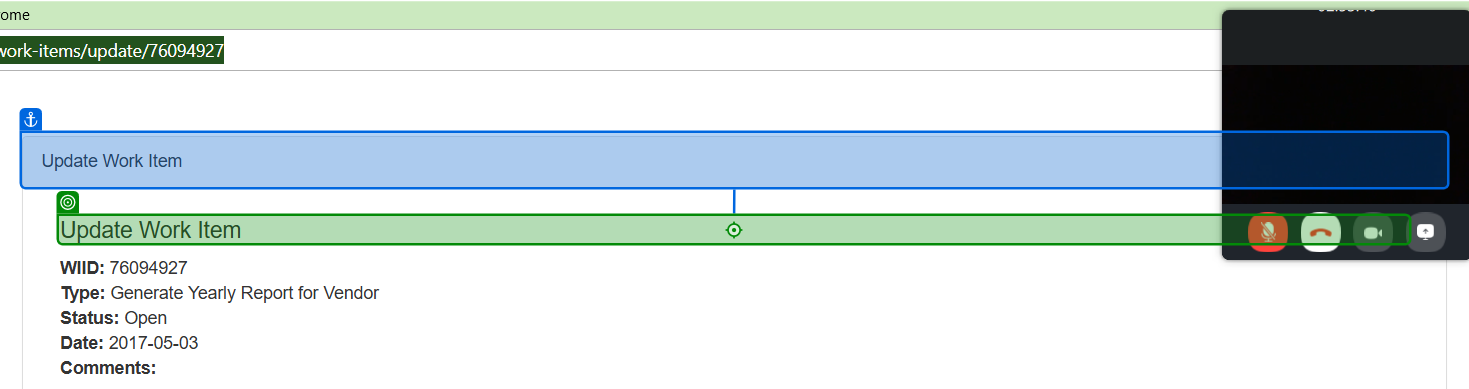 ome
work-items/update/76094927
Update Work Item
Update Work Item
WIID: 76094927
Type: Generate Yearly Report for Vendor
Status: Open
Date: 2017-05-03
Comments: